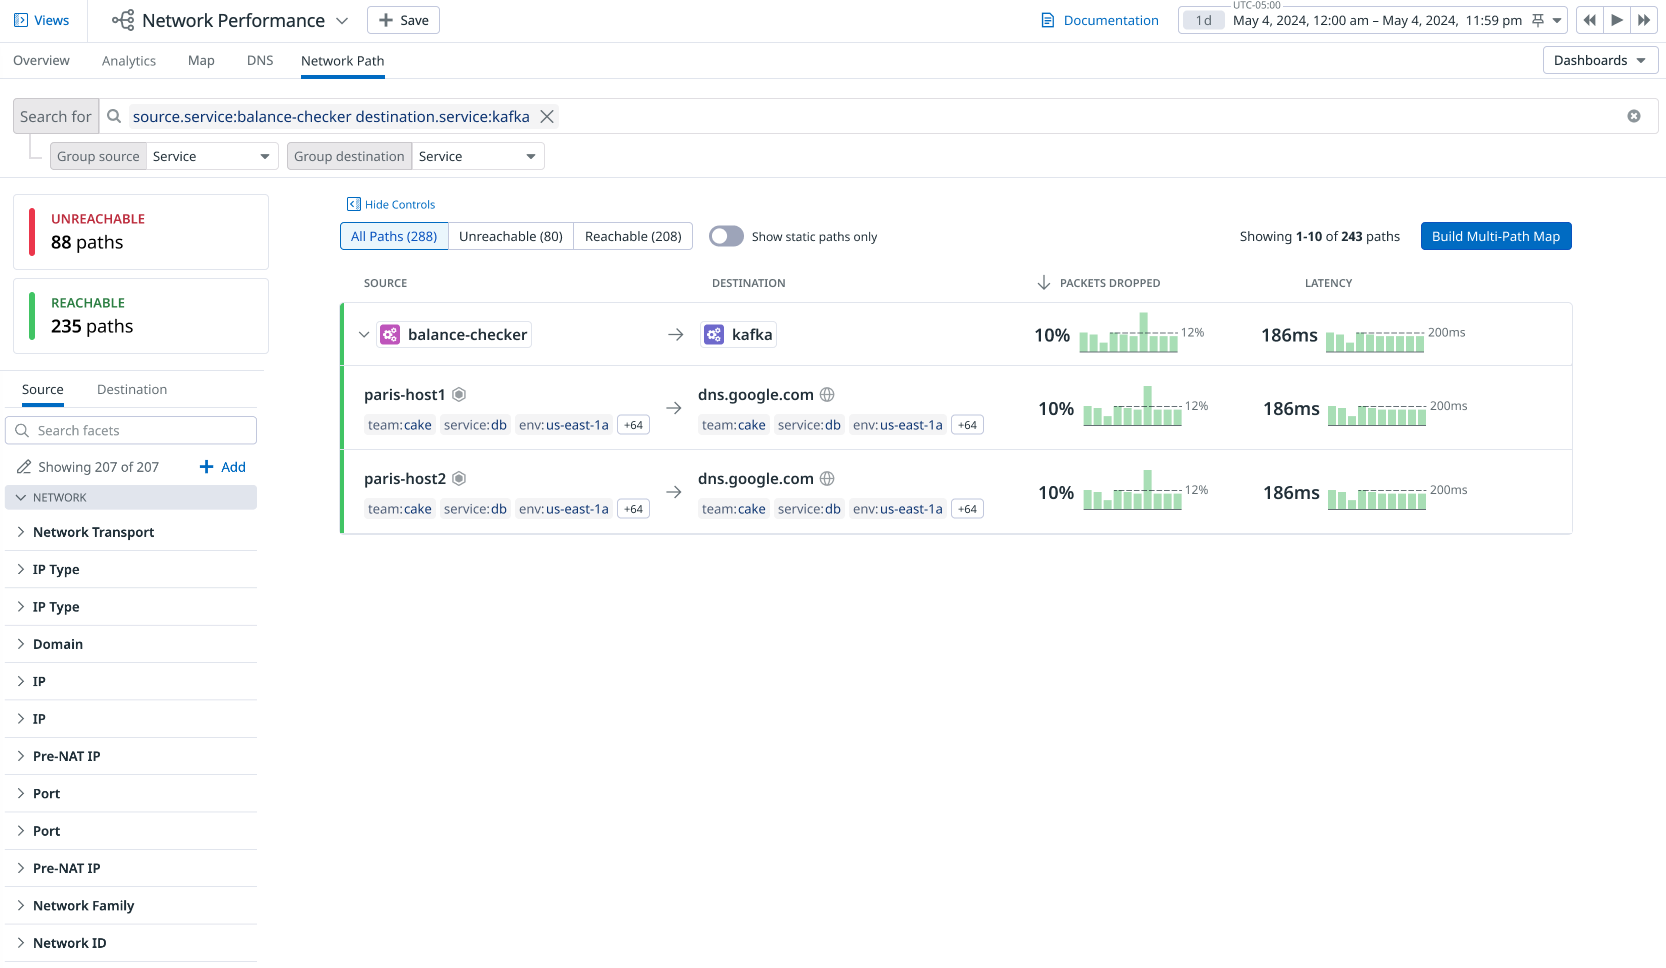 Views
Network Performance
Save
Documentation
UTC-05:00
1d
May 4, 2024, 12:00 am – May 4, 2024, 11:59 pm
Overview
Analytics
Map
DNS
Network Path
Dashboards
Search for
source.service:balance-checker destination.service:kafka
Group source
Service
Group destination
Service
UNREACHABLE
88 paths
REACHABLE
235 paths
Source
Destination
Search facets
Showing 207 of 207
Add
NETWORK
Network Transport
IP Type
IP Type
Domain
IP
IP
Pre-NAT IP
Port
Port
Pre-NAT IP
Network Family
Network ID
Hide Controls
All Paths (288)
Unreachable (80)
Reachable (208)
Show static paths only
Showing 1-10 of 243 paths
Build Multi-Path Map
SOURCE
DESTINATION
PACKETS DROPPED
LATENCY
balance-checker
kafka
10%
12%
186ms
200ms
paris-host1
team:cake service:db env:us-east-1a +64
dns.google.com
team:cake service:db env:us-east-1a +64
10%
12%
186ms
200ms
paris-host2
team:cake service:db env:us-east-1a +64
dns.google.com
team:cake service:db env:us-east-1a +64
10%
12%
186ms
200ms